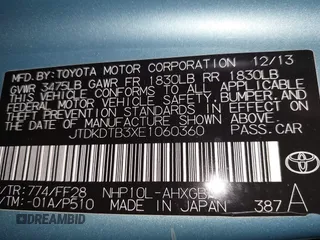 MFD.BY:TOYOTA MOTOR CORPORATION 12/13
GVWR 3475LB GAWR FR 1830LB RR 1830LB
THIS VEHICLE CONFORMS TO ALL APPLICABLE
FEDERAL MOTOR VEHICLE SAFETY, BUMPER, AND
THEFT PREVENTION STANDARDS IN EFFECT ON
THE DATE OF MANUFACTURE SHOWN ABOVE.
JTDKDTB3XE1060360 PASS.CAR
C/TR:774/FF28 NHP10L-AHXGB
A/TM:-01A/P510 MADE IN JAPAN 387 A
TOYOTA
DREAMBID